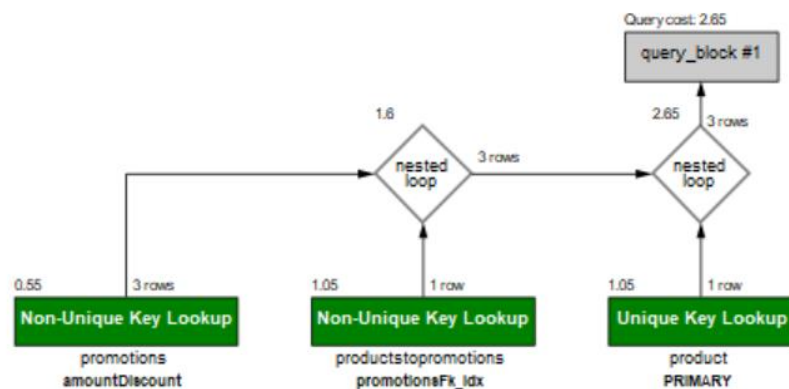 Query cost: 2.65
query_block #1
1.6
2.65
3 rows
nested
loop
3 rows
nested
loop
0.55
3 rows
1.05
1 row
1.05
1 row
Non-Unique Key Lookup
Non-Unique Key Lookup
Unique Key Lookup
promotions
productstopromotions
product
amountDiscount
promotionsFk_idx
PRIMARY